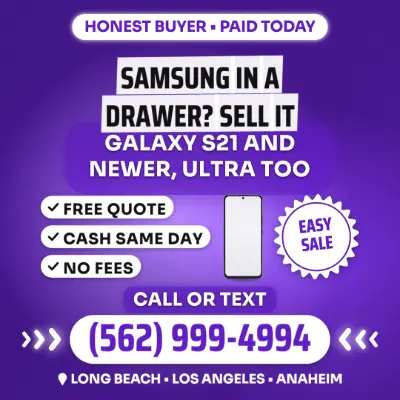 HONEST BUYER • PAID TODAY
SAMSUNG IN A
DRAWER? SELL IT
GALAXY S21 AND
NEWER, ULTRA TOO
FREE QUOTE
CASH SAME DAY
NO FEES
EASY
SALE
CALL OR TEXT
(562) 999-4994
LONG BEACH • LOS ANGELES • ANAHEIM